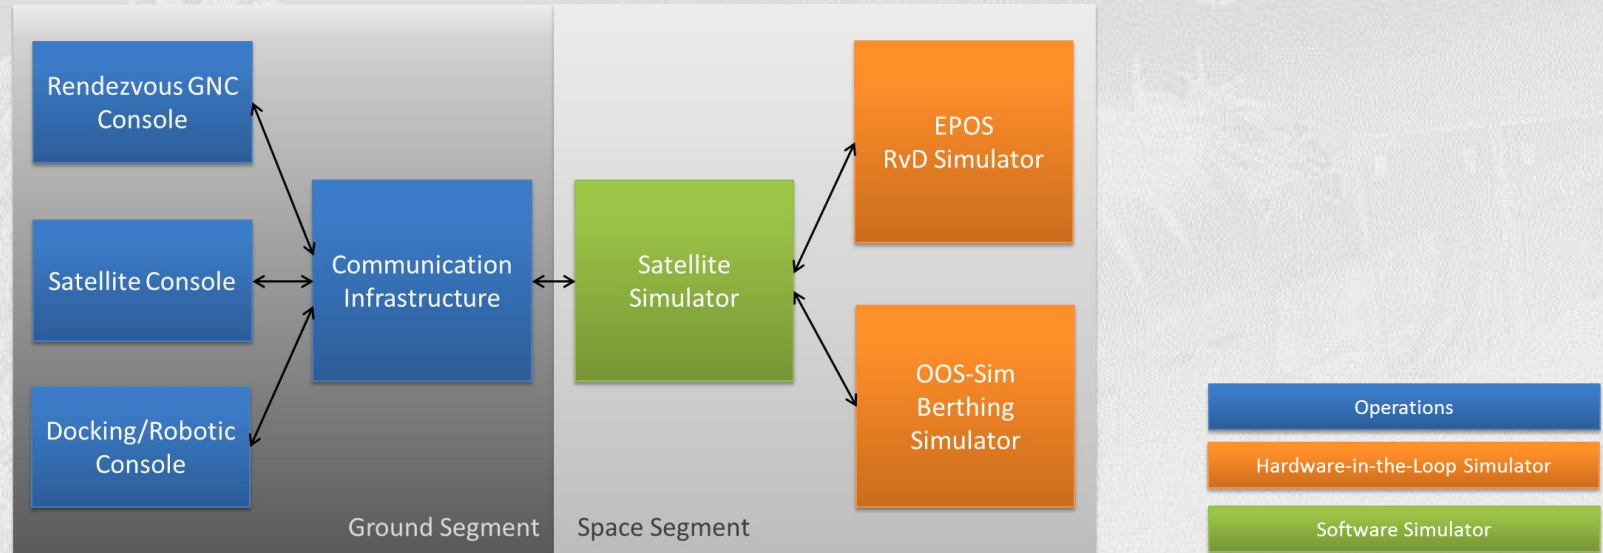 Rendezvous GNC
Console
Satellite Console
Docking/Robotic
Console
Communication
Infrastructure
Ground Segment
Satellite
Simulator
EPOS
RvD Simulator
OOS-Sim
Berthing
Simulator
Space Segment
Operations
Hardware-in-the-Loop Simulator
Software Simulator